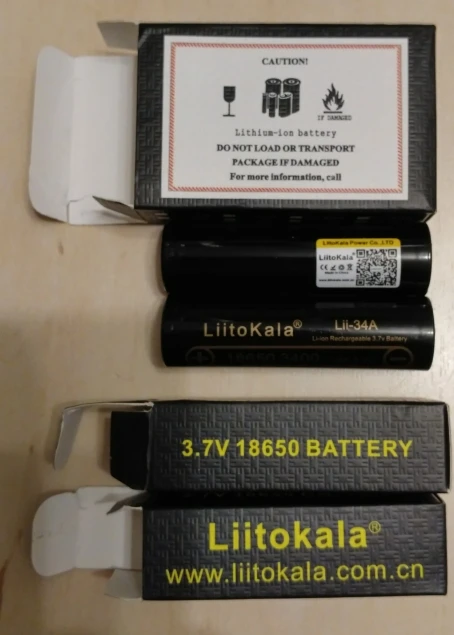 CAUTION!
IF DAMAGED
Lithium-ion battery
DO NOT LOAD OR TRANSPORT
PACKAGE IF DAMAGED
For more information, call
LiitoKala Power Co.,LTD
LiitoKala®
LiitoKala® Lii-34A
Li-ion Rechargeable 3.7v Battery
18650 3400
3.7V 18650 BATTERY
Liitokala®
www.liitokala.com.cn